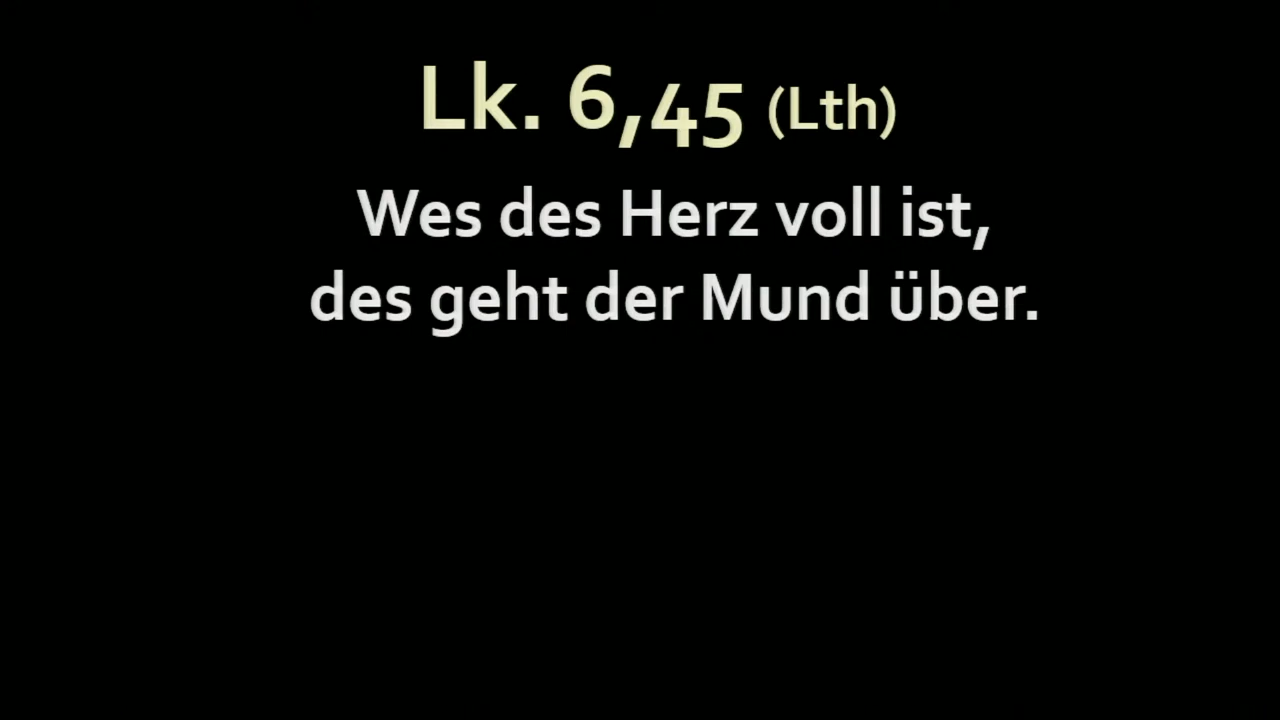 Lk. 6,45 (Lth)
Wes des Herz voll ist,
des geht der Mund über.